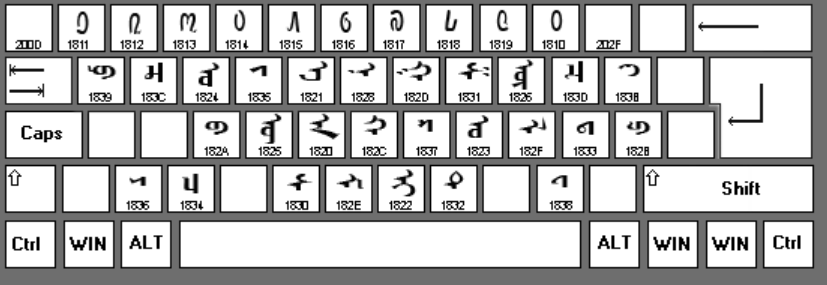 ᠑ ᠒ ᠓ ᠔ ᠕ ᠖ ᠗ ᠘ ᠙ ᠐
200D 1811 1812 1813 1814 1815 1816 1817 1818 1819 1810 202F
ᠹ ᠼ ᠤ ᠵ ᠡ ᠨ ᠭ ᠱ ᠦ ᠽ ᠻ
1839 183C 1824 1835 1821 1828 182D 1831 1826 183D 183B
Caps ᠪ ᠥ ᠠ ᠬ ᠷ ᠣ ᠯ ᠳ ᠫ
182A 1825 1820 182C 1837 1823 182F 1833 182B
ᠶ ᠴ ᠰ ᠮ ᠢ ᠲ ᠸ Shift
1836 1834 1830 182E 1822 1832 1838
Ctrl WIN ALT ALT WIN WIN Ctrl